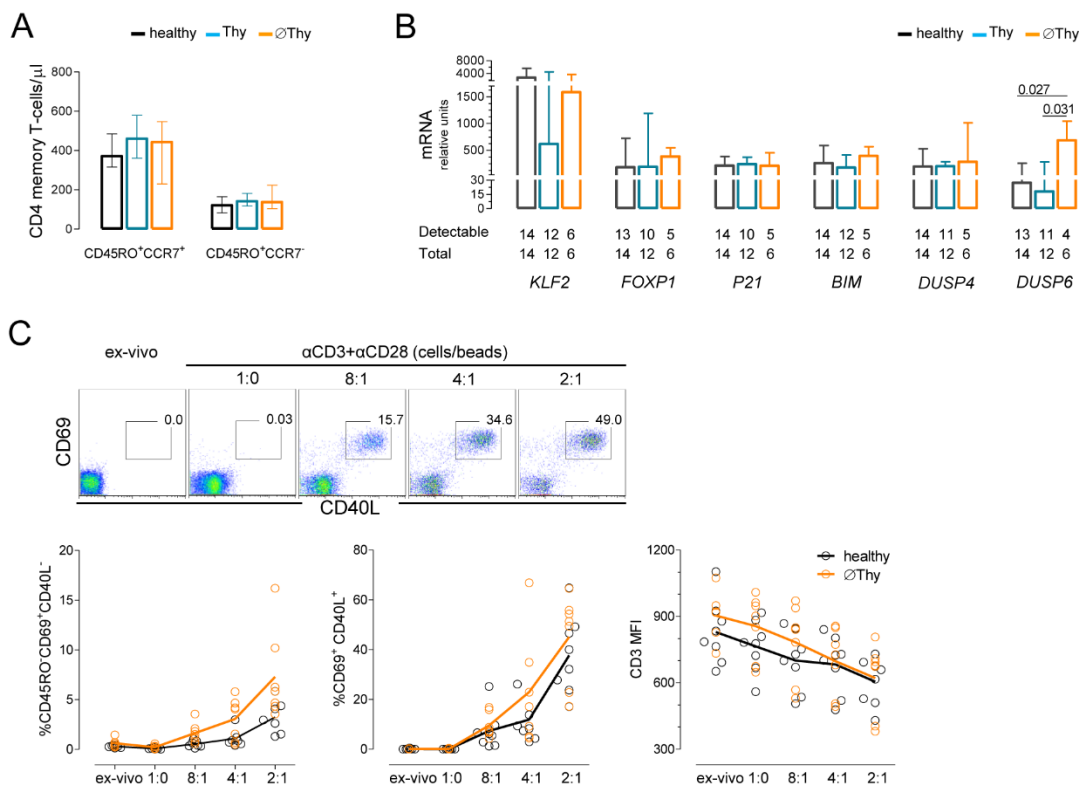 A
healthy Thy ∅Thy
CD4 memory T-cells/µl
800
600
400
200
0
CD45RO⁺CCR7⁺ CD45RO⁺CCR7⁻
B
healthy Thy ∅Thy
mRNA
relative units
8000
4000
1500
1000
500
30
15
0
0.027
0.031
Detectable 14 12 6 13 10 5 14 10 5 14 12 5 14 11 5 13 11 4
Total 14 12 6 14 12 6 14 12 6 14 12 6 14 12 6 14 12 6
KLF2 FOXP1 P21 BIM DUSP4 DUSP6
C
ex-vivo αCD3+αCD28 (cells/beads)
1:0 8:1 4:1 2:1
CD69
0.0 0.03 15.7 34.6 49.0
CD40L
%CD45RO⁻CD69⁺CD40L⁻
20
15
10
5
0
ex-vivo 1:0 8:1 4:1 2:1
%CD69⁺ CD40L⁺
80
60
40
20
0
ex-vivo 1:0 8:1 4:1 2:1
healthy
∅Thy
CD3 MFI
1200
900
600
300
ex-vivo 1:0 8:1 4:1 2:1